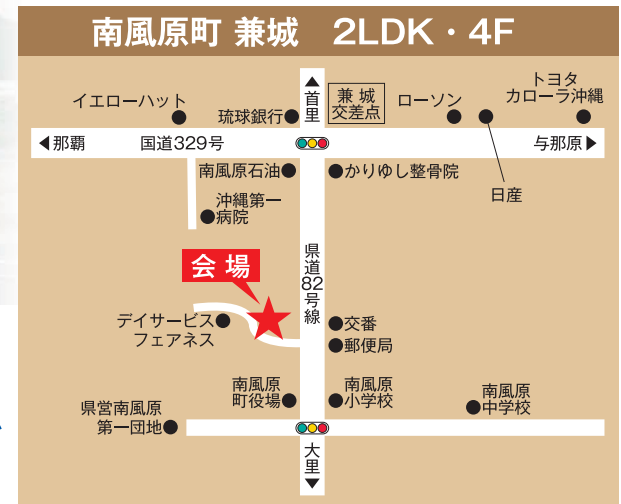 南風原町 兼城　2LDK・4F
トヨタ
カローラ沖縄
イエローハット
琉球銀行
▲首里
兼城
交差点
ローソン
◀那覇
国道329号
与那原▶
南風原石油
かりゆし整骨院
日産
沖縄第一
病院
県道82号線
会場
デイサービス
フェアネス
交番
郵便局
南風原
町役場
南風原
小学校
南風原
中学校
県営南風原
第一団地
大里▼